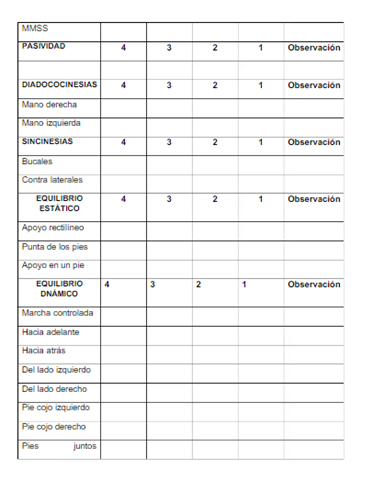 MMSS
PASIVIDAD 4 3 2 1 Observación
DIADOCOCINESIAS 4 3 2 1 Observación
Mano derecha
Mano izquierda
SINCINESIAS 4 3 2 1 Observación
Bucales
Contra laterales
EQUILIBRIO 4 3 2 1 Observación
ESTÁTICO
Apoyo rectilíneo
Punta de los pies
Apoyo en un pie
EQUILIBRIO 4 3 2 1 Observación
DNÁMICO
Marcha controlada
Hacia adelante
Hacia atrás
Del lado izquierdo
Del lado derecho
Pie cojo izquierdo
Pie cojo derecho
Pies juntos